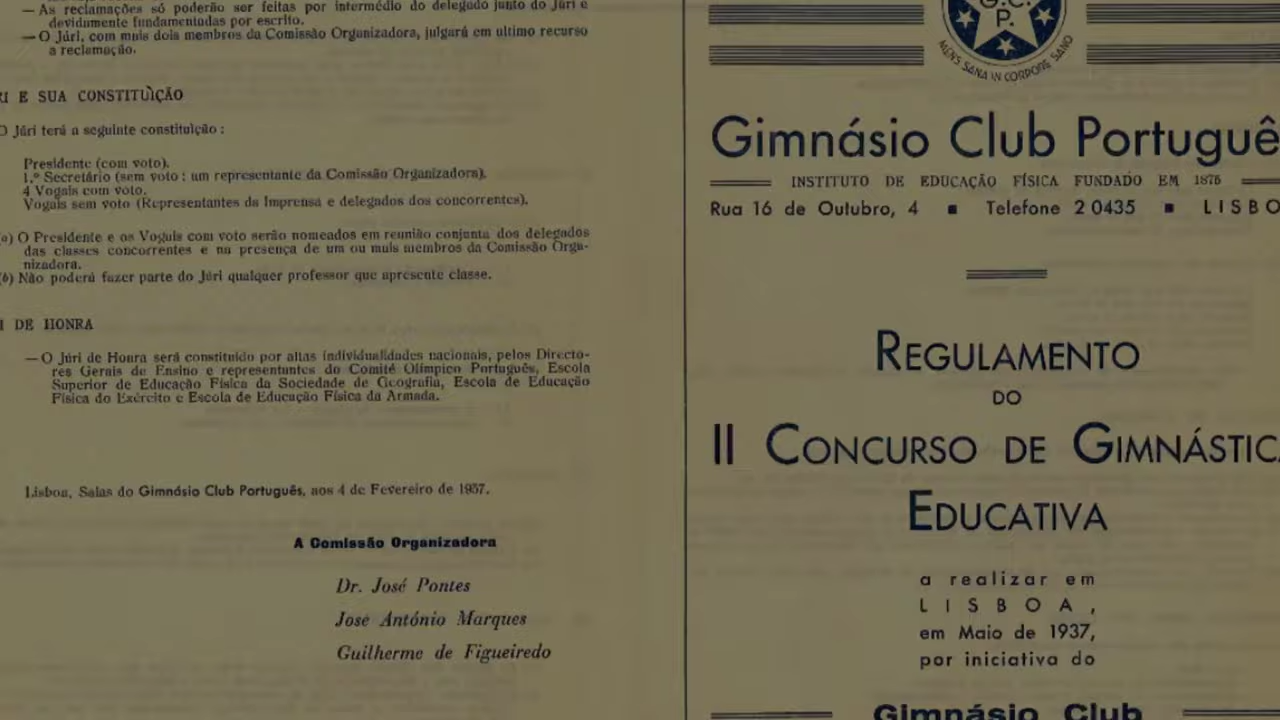 — As reclamações só poderão ser feitas por intermédio do delegado junto do Júri e
devidamente fundamentadas por escrito.
— O Júri, com mais dois membros da Comissão Organizadora, julgará em ultimo recurso
a reclamação.
RI E SUA CONSTITUÌÇÃO
O Júri terá a seguinte constituìção :
Presidente (com voto).
1.º Secretário (sem voto : um representante da Comissão Organizadora).
4 Vogais com voto.
Vogais sem voto (Representantes da Imprensa e delegados dos concorrentes).
a) O Presidente e os Vogais com voto serão nomeados em reunião conjunta dos delegados
das classes concorrentes e na presença de um ou mais membros da Comissão Orga-
nizadora.
(b) Não poderá fazer parte do Júri qualquer professor que apresente classe.
I DE HONRA
— O Júri de Honra será constituído por altas individualidades nacionais, pelos Directo-
res Gerais de Ensino e representantes do Comité Olímpico Português, Escola
Superior de Educação Física da Sociedade de Geografia, Escola de Educação
Física do Exército e Escola de Educação Física da Armada.
Lisboa, Salas do Gimnásio Club Português, aos 4 de Fevereiro de 1937.
A Comissão Organizadora
Dr. José Pontes
José António Marques
Guilherme de Figueiredo
G. C.
P.
MENS SANA IN CORPORE SANO
Gimnásio Club Portuguê
INSTITUTO DE EDUCAÇÃO FÍSICA FUNDADO EM 1875
Rua 16 de Outubro, 4 ■ Telefone 2 0435 ■ LISBO
REGULAMENTO
DO
II CONCURSO DE GIMNÁSTICA
EDUCATIVA
a realizar em
LISBOA,
em Maio de 1937,
por iniciativa do
Gimnásio Club